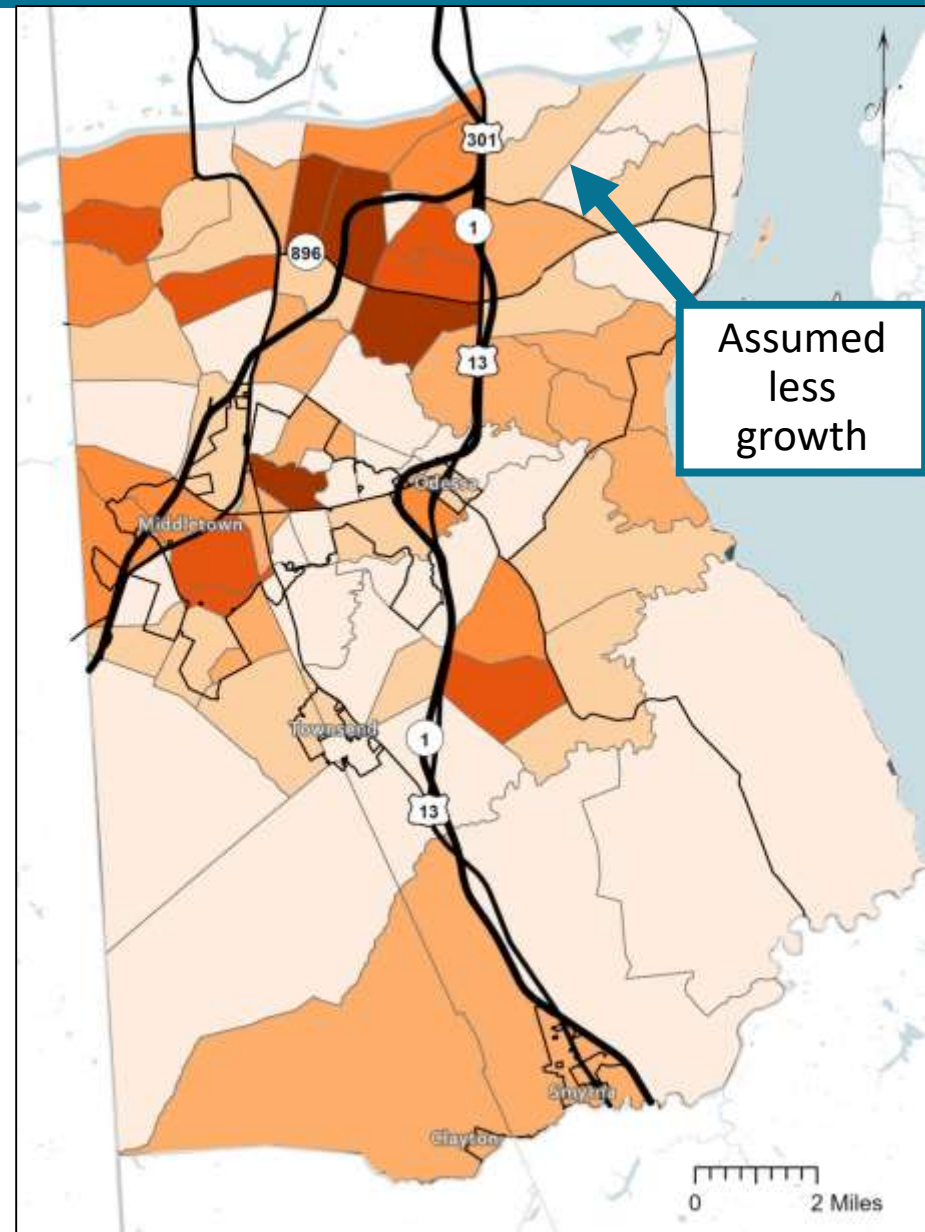 301
1
896
13
Assumed
less
growth
Odessa
Middletown
Townsend
1
13
Smyrna
Clayton
0 2 Miles